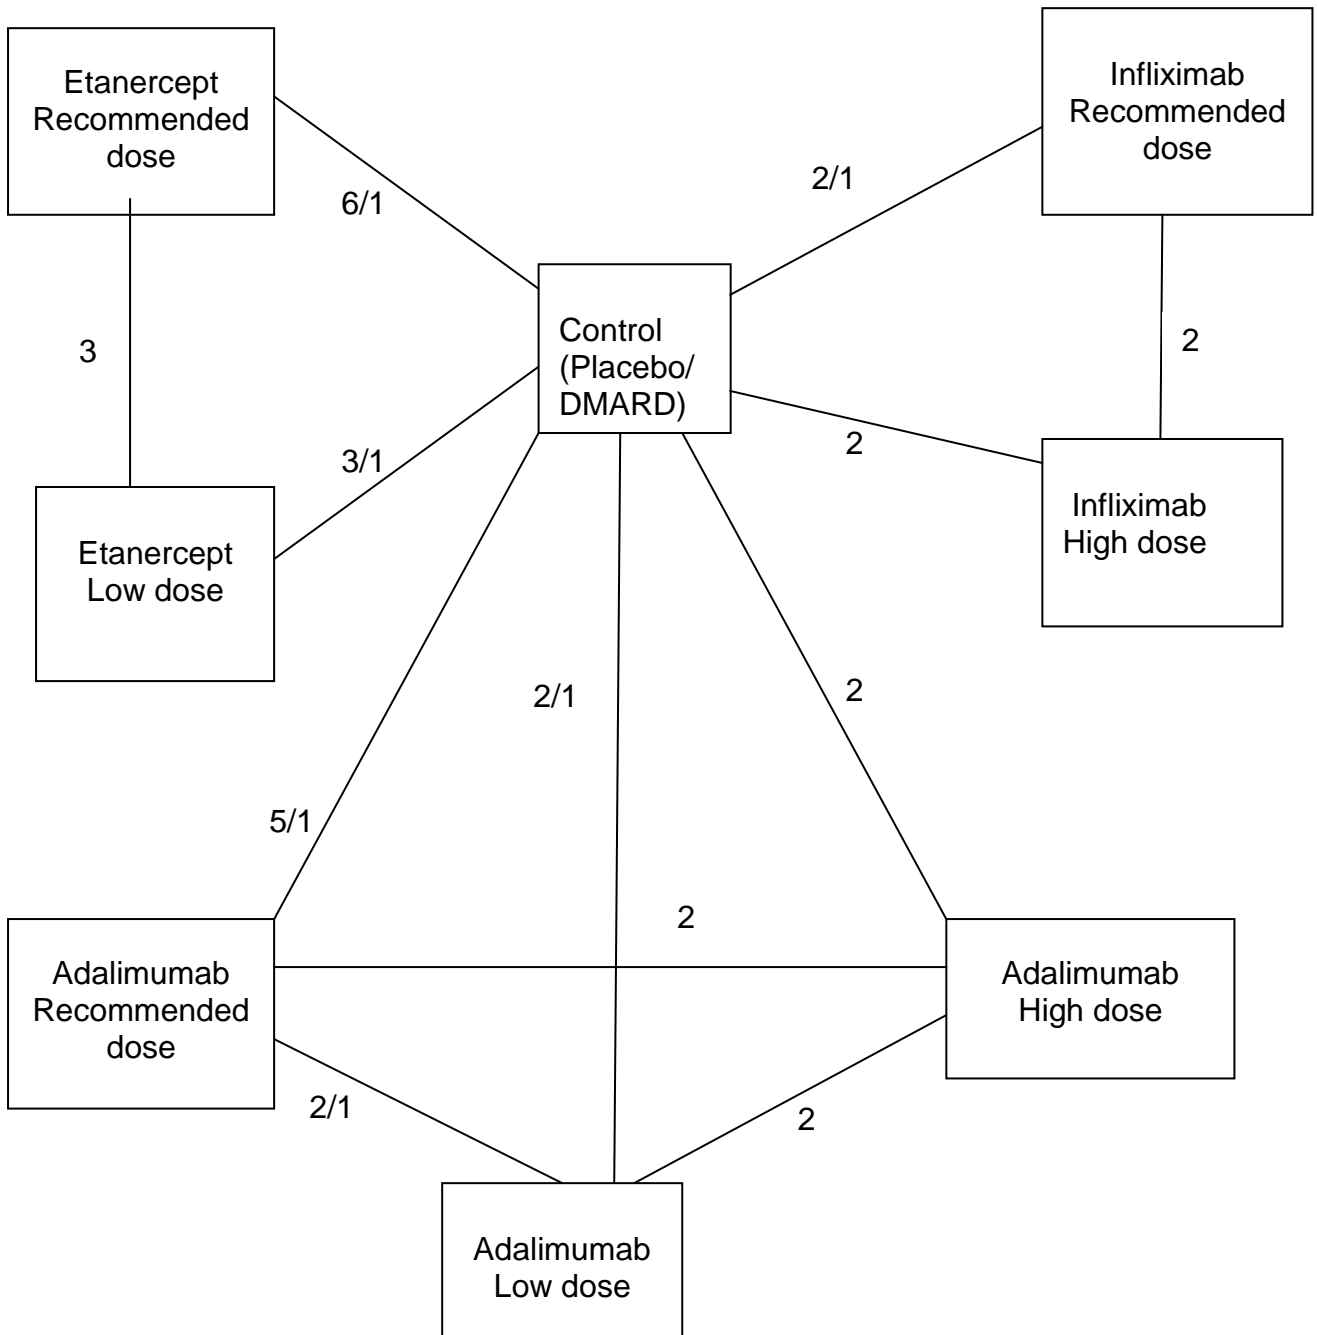 Etanercept
Recommended
dose
Infliximab
Recommended
dose
6/1
2/1
Control
(Placebo/
DMARD)
3
2
2
3/1
Infliximab
High dose
Etanercept
Low dose
2/1
2
5/1
2
Adalimumab
Recommended
dose
Adalimumab
High dose
2/1
2
Adalimumab
Low dose